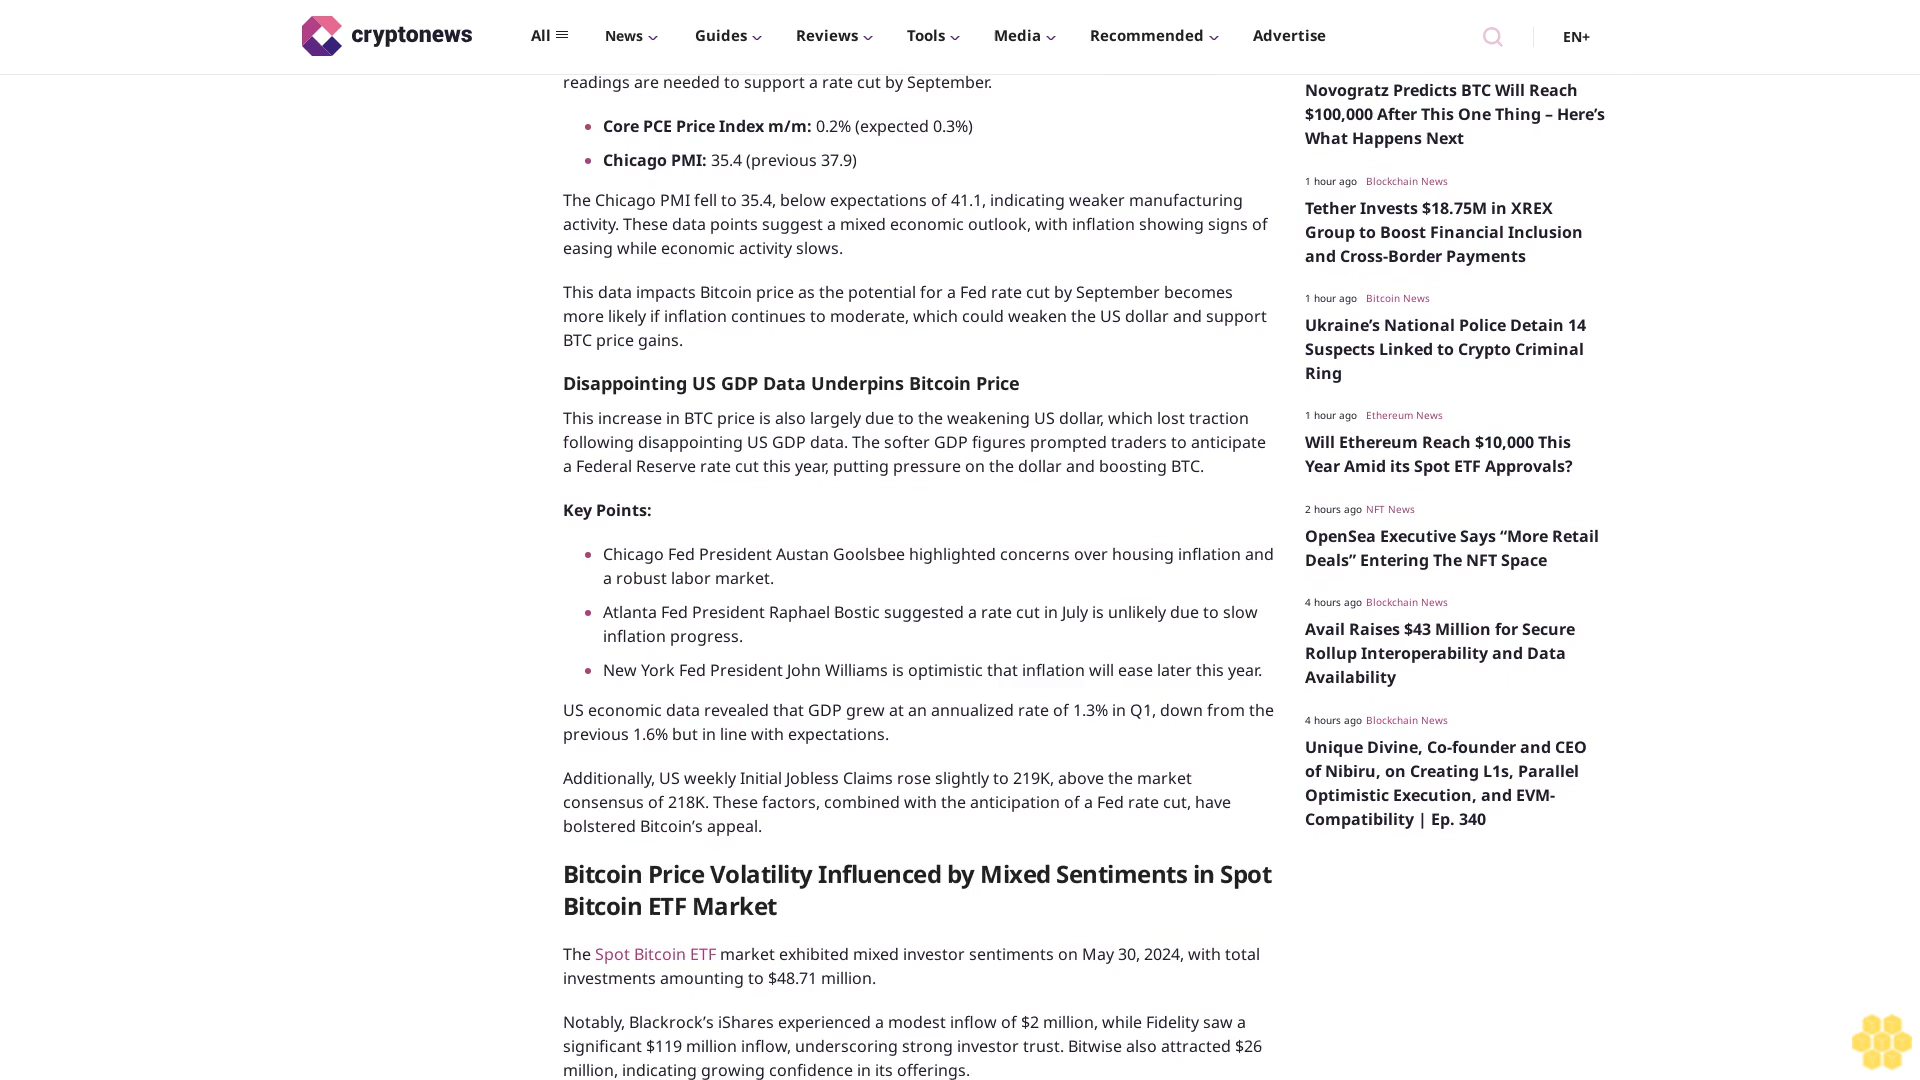 cryptonews
All
News
Guides
Reviews
Tools
Media
Recommended
Advertise
EN+
readings are needed to support a rate cut by September.
Core PCE Price Index m/m: 0.2% (expected 0.3%)
Chicago PMI: 35.4 (previous 37.9)
The Chicago PMI fell to 35.4, below expectations of 41.1, indicating weaker manufacturing
activity. These data points suggest a mixed economic outlook, with inflation showing signs of
easing while economic activity slows.
This data impacts Bitcoin price as the potential for a Fed rate cut by September becomes
more likely if inflation continues to moderate, which could weaken the US dollar and support
BTC price gains.
Disappointing US GDP Data Underpins Bitcoin Price
This increase in BTC price is also largely due to the weakening US dollar, which lost traction
following disappointing US GDP data. The softer GDP figures prompted traders to anticipate
a Federal Reserve rate cut this year, putting pressure on the dollar and boosting BTC.
Key Points:
Chicago Fed President Austan Goolsbee highlighted concerns over housing inflation and
a robust labor market.
Atlanta Fed President Raphael Bostic suggested a rate cut in July is unlikely due to slow
inflation progress.
New York Fed President John Williams is optimistic that inflation will ease later this year.
US economic data revealed that GDP grew at an annualized rate of 1.3% in Q1, down from the
previous 1.6% but in line with expectations.
Additionally, US weekly Initial Jobless Claims rose slightly to 219K, above the market
consensus of 218K. These factors, combined with the anticipation of a Fed rate cut, have
bolstered Bitcoin’s appeal.
Bitcoin Price Volatility Influenced by Mixed Sentiments in Spot
Bitcoin ETF Market
The Spot Bitcoin ETF market exhibited mixed investor sentiments on May 30, 2024, with total
investments amounting to $48.71 million.
Notably, Blackrock’s iShares experienced a modest inflow of $2 million, while Fidelity saw a
significant $119 million inflow, underscoring strong investor trust. Bitwise also attracted $26
million, indicating growing confidence in its offerings.
Novogratz Predicts BTC Will Reach
$100,000 After This One Thing – Here’s
What Happens Next
1 hour ago Blockchain News
Tether Invests $18.75M in XREX
Group to Boost Financial Inclusion
and Cross-Border Payments
1 hour ago Bitcoin News
Ukraine’s National Police Detain 14
Suspects Linked to Crypto Criminal
Ring
1 hour ago Ethereum News
Will Ethereum Reach $10,000 This
Year Amid its Spot ETF Approvals?
2 hours ago NFT News
OpenSea Executive Says “More Retail
Deals” Entering The NFT Space
4 hours ago Blockchain News
Avail Raises $43 Million for Secure
Rollup Interoperability and Data
Availability
4 hours ago Blockchain News
Unique Divine, Co-founder and CEO
of Nibiru, on Creating L1s, Parallel
Optimistic Execution, and EVM-
Compatibility | Ep. 340